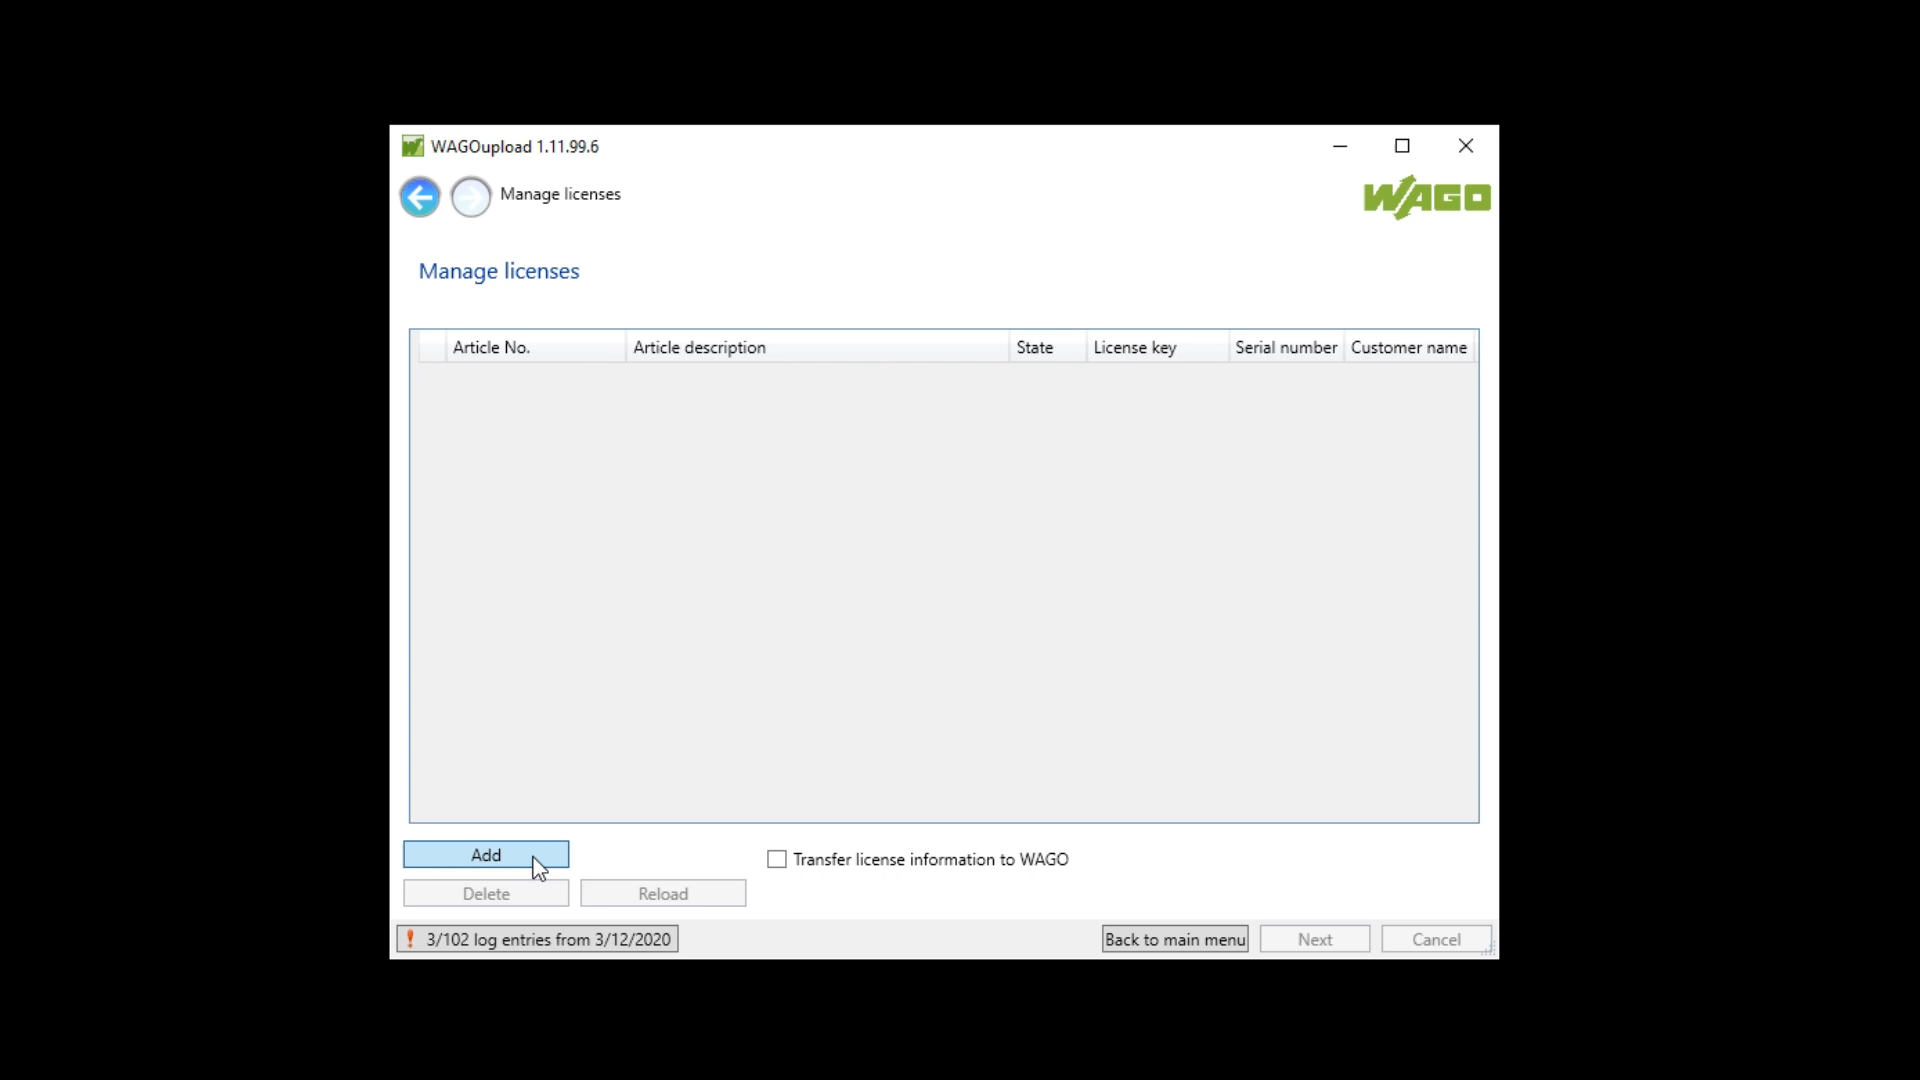 WAGOupload 1.11.99.6
Manage licenses
WAGO
Manage licenses
Article No. Article description State License key Serial number Customer name
Add
Transfer license information to WAGO
Delete Reload
3/102 log entries from 3/12/2020 Back to main menu Next Cancel